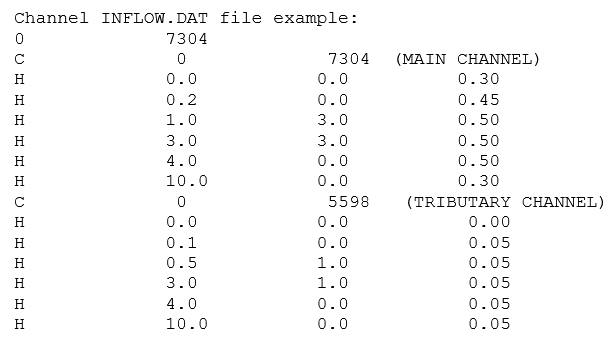 Channel INFLOW.DAT file example:
0 7304
C 0 7304 (MAIN CHANNEL)
H 0.0 0.0 0.30
H 0.2 0.0 0.45
H 1.0 3.0 0.50
H 3.0 3.0 0.50
H 4.0 0.0 0.50
H 10.0 0.0 0.30
C 0 5598 (TRIBUTARY CHANNEL)
H 0.0 0.0 0.00
H 0.1 0.0 0.05
H 0.5 1.0 0.05
H 3.0 1.0 0.05
H 4.0 0.0 0.05
H 10.0 0.0 0.05